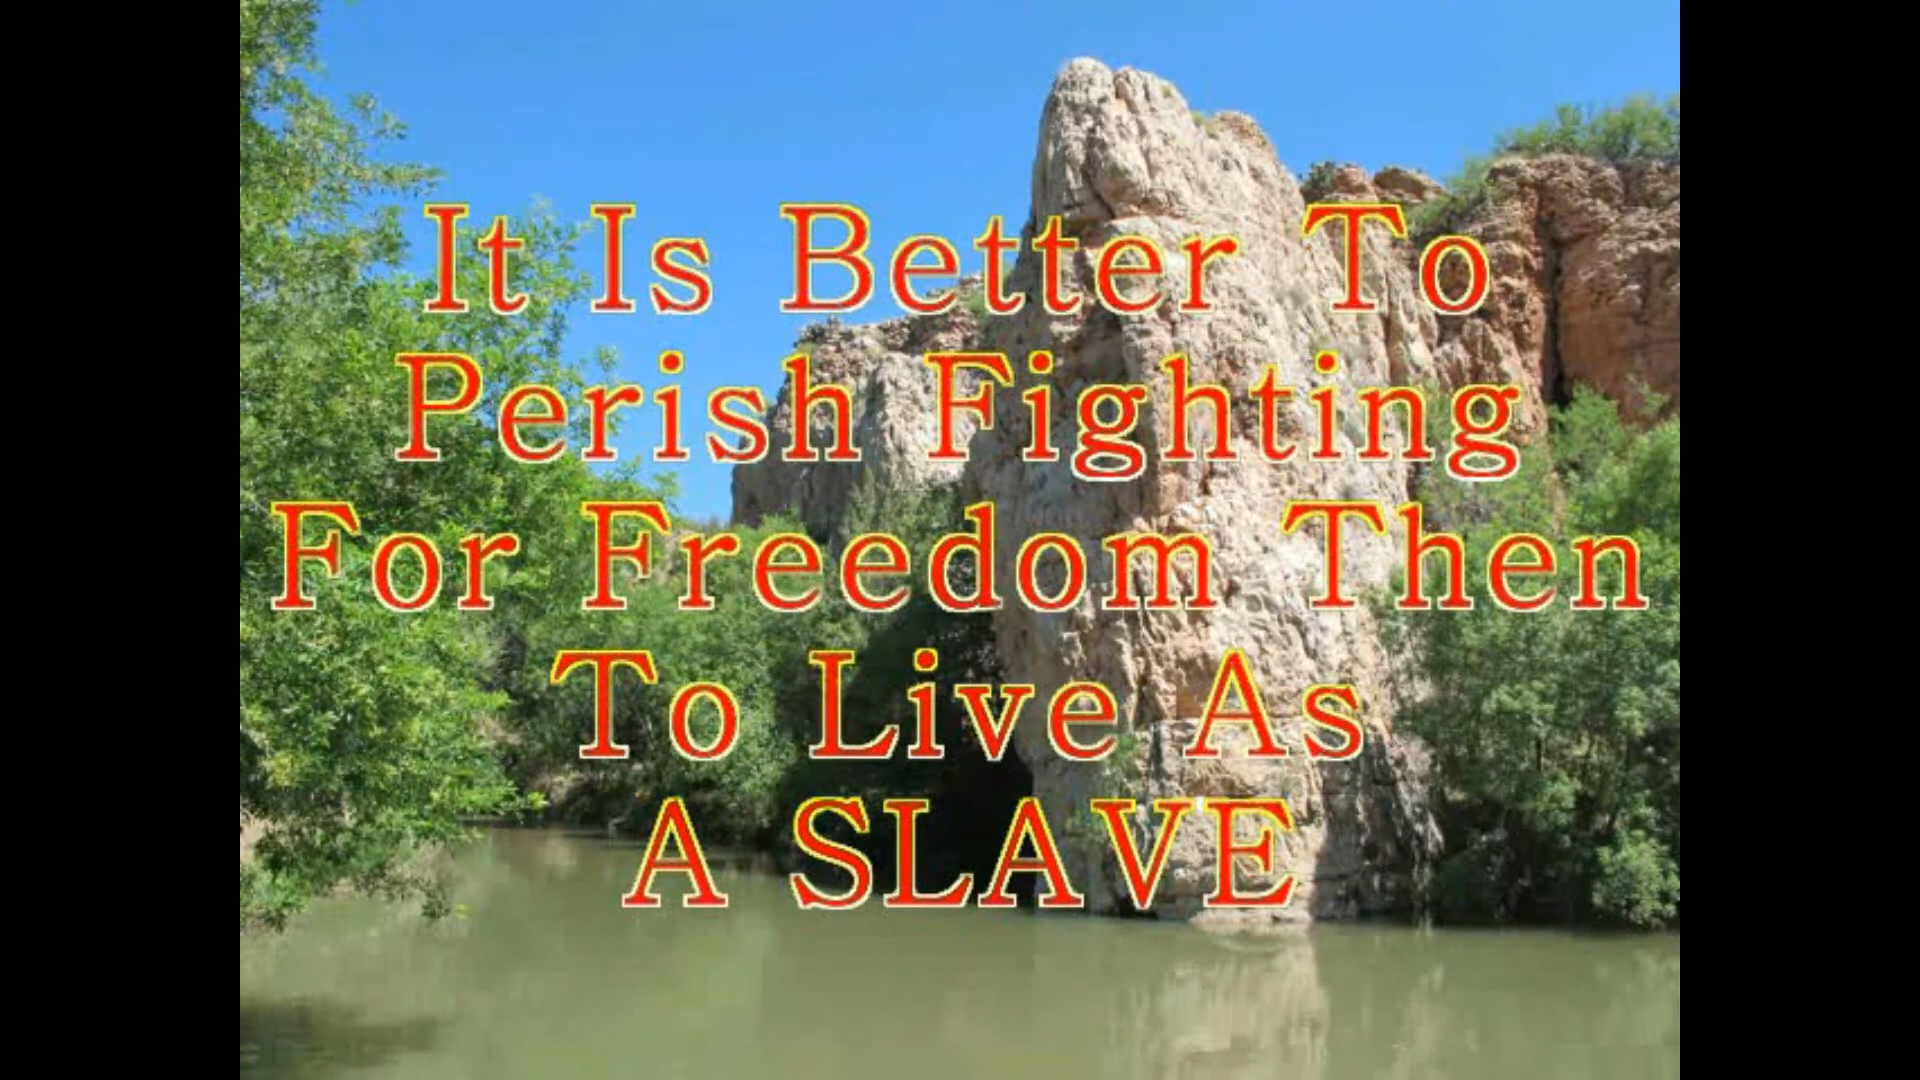 It Is Better To
Perish Fighting
For Freedom Then
To Live As
A SLAVE